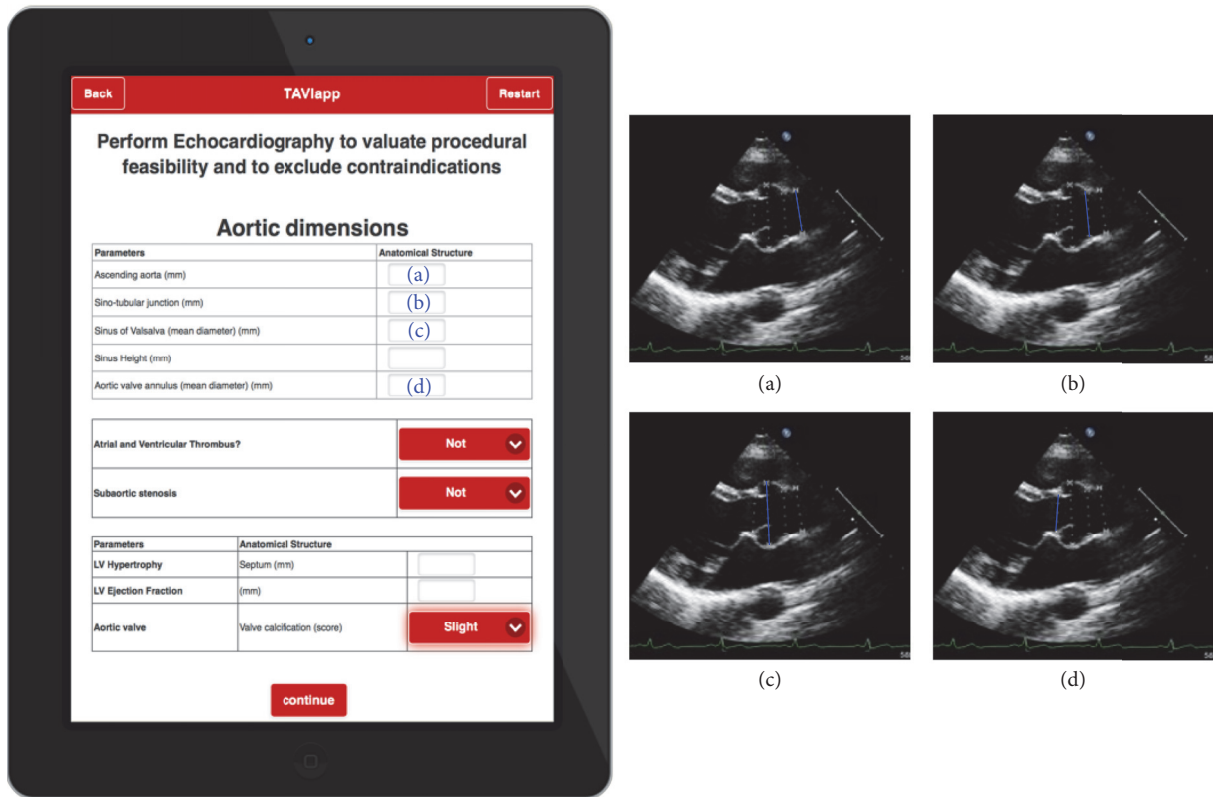 Back TAVIapp Restart
Perform Echocardiography to valuate procedural
feasibility and to exclude contraindications
Aortic dimensions
Parameters Anatomical Structure
Ascending aorta (mm) (a)
Sino-tubular junction (mm) (b)
Sinus of Valsalva (mean diameter) (mm) (c)
Sinus Height (mm)
Aortic valve annulus (mean diameter) (mm) (d)
Atrial and Ventricular Thrombus? Not
Subaortic stenosis Not
Parameters Anatomical Structure
LV Hypertrophy Septum (mm)
LV Ejection Fraction (mm)
Aortic valve Valve calcification (score) Slight
continue
(a)
(b)
(c)
(d)